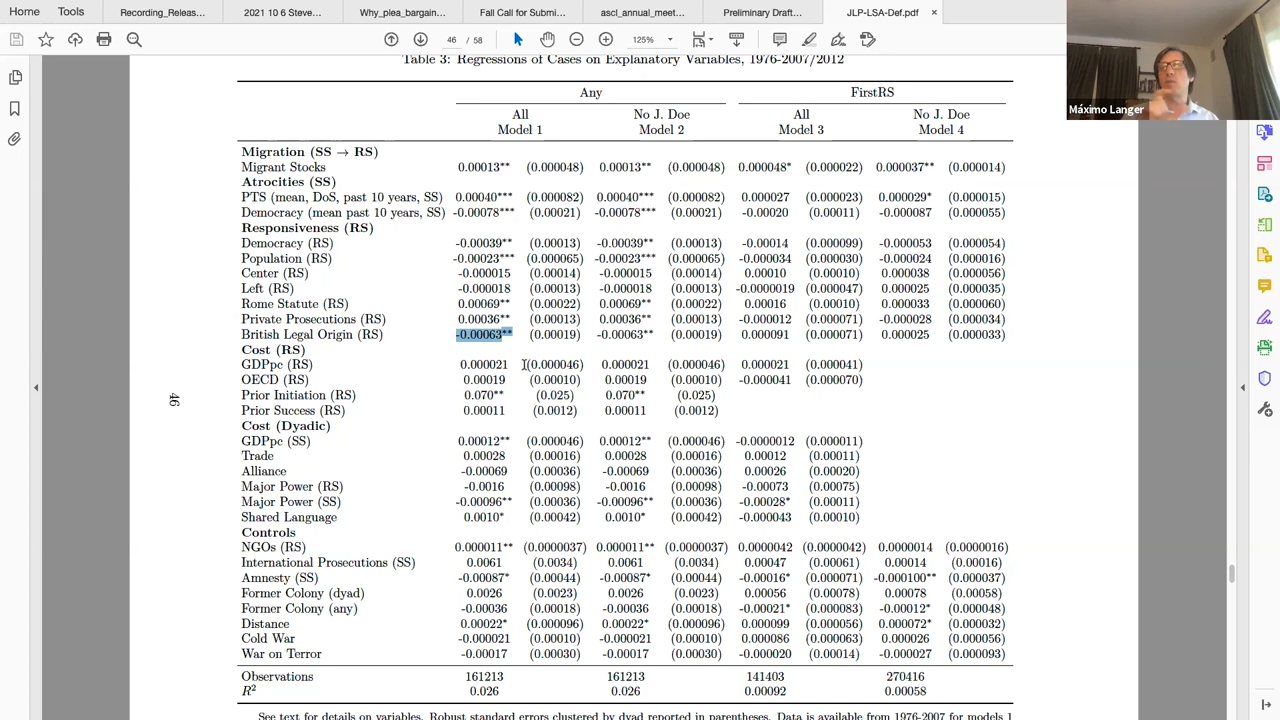 Home Tools Recording_Releas... 2021 10 6 Steve... Why_plea_bargain... Fall Call for Submi... ascl_annual_meet... Preliminary Draft... JLP-LSA-Def.pdf ×
46 / 58 125%
Máximo Langer
Table 3: Regressions of Cases on Explanatory Variables, 1976-2007/2012
Any FirstRS
All No J. Doe All No J. Doe
Model 1 Model 2 Model 3 Model 4
Migration (SS → RS)
Migrant Stocks 0.00013** (0.000048) 0.00013** (0.000048) 0.000048* (0.000022) 0.000037** (0.000014)
Atrocities (SS)
PTS (mean, DoS, past 10 years, SS) 0.00040*** (0.000082) 0.00040*** (0.000082) 0.000027 (0.000023) 0.000029* (0.000015)
Democracy (mean past 10 years, SS) -0.00078*** (0.00021) -0.00078*** (0.00021) -0.00020 (0.00011) -0.000087 (0.000055)
Responsiveness (RS)
Democracy (RS) -0.00039** (0.00013) -0.00039** (0.00013) -0.00014 (0.000099) -0.000053 (0.000054)
Population (RS) -0.00023*** (0.000065) -0.00023*** (0.000065) -0.000034 (0.000030) -0.000024 (0.000016)
Center (RS) -0.000015 (0.00014) -0.000015 (0.00014) 0.00010 (0.00010) 0.000038 (0.000056)
Left (RS) -0.000018 (0.00013) -0.000018 (0.00013) -0.0000019 (0.000047) 0.000025 (0.000035)
Rome Statute (RS) 0.00069** (0.00022) 0.00069** (0.00022) 0.00016 (0.00010) 0.000033 (0.000060)
Private Prosecutions (RS) 0.00036** (0.00013) 0.00036** (0.00013) -0.000012 (0.000071) -0.000028 (0.000034)
British Legal Origin (RS) -0.00063** (0.00019) -0.00063** (0.00019) 0.000091 (0.000071) 0.000025 (0.000033)
Cost (RS)
GDPpc (RS) 0.000021 (0.000046) 0.000021 (0.000046) 0.000021 (0.000041)
OECD (RS) 0.00019 (0.00010) 0.00019 (0.00010) -0.000041 (0.000070)
Prior Initiation (RS) 0.070** (0.025) 0.070** (0.025)
Prior Success (RS) 0.00011 (0.0012) 0.00011 (0.0012)
Cost (Dyadic)
GDPpc (SS) 0.00012** (0.000046) 0.00012** (0.000046) -0.0000012 (0.000011)
Trade 0.00028 (0.00016) 0.00028 (0.00016) 0.00012 (0.00011)
Alliance -0.00069 (0.00036) -0.00069 (0.00036) 0.00026 (0.00020)
Major Power (RS) -0.0016 (0.00098) -0.0016 (0.00098) -0.00073 (0.00075)
Major Power (SS) -0.00096** (0.00036) -0.00096** (0.00036) -0.00028* (0.00011)
Shared Language 0.0010* (0.00042) 0.0010* (0.00042) -0.000043 (0.00010)
Controls
NGOs (RS) 0.000011** (0.0000037) 0.000011** (0.0000037) 0.0000042 (0.0000042) 0.0000014 (0.0000016)
International Prosecutions (SS) 0.0061 (0.0034) 0.0061 (0.0034) 0.00047 (0.00061) 0.00014 (0.00016)
Amnesty (SS) -0.00087* (0.00044) -0.00087* (0.00044) -0.00016* (0.000071) -0.000100** (0.000037)
Former Colony (dyad) 0.0026 (0.0023) 0.0026 (0.0023) 0.00056 (0.00078) 0.00078 (0.00058)
Former Colony (any) -0.00036 (0.00018) -0.00036 (0.00018) -0.00021* (0.000083) -0.00012* (0.000048)
Distance 0.00022* (0.000096) 0.00022* (0.000096) 0.000099 (0.000056) 0.000072* (0.000032)
Cold War -0.000021 (0.00010) -0.000021 (0.00010) 0.000086 (0.000063) 0.000026 (0.000056)
War on Terror -0.00017 (0.00030) -0.00017 (0.00030) -0.000020 (0.00014) -0.000027 (0.000093)
Observations 161213 161213 141403 270416
R² 0.026 0.026 0.00092 0.00058
See text for details on variables. Robust standard errors clustered by dyad reported in parentheses. Data is available from 1976-2007 for models 1
46